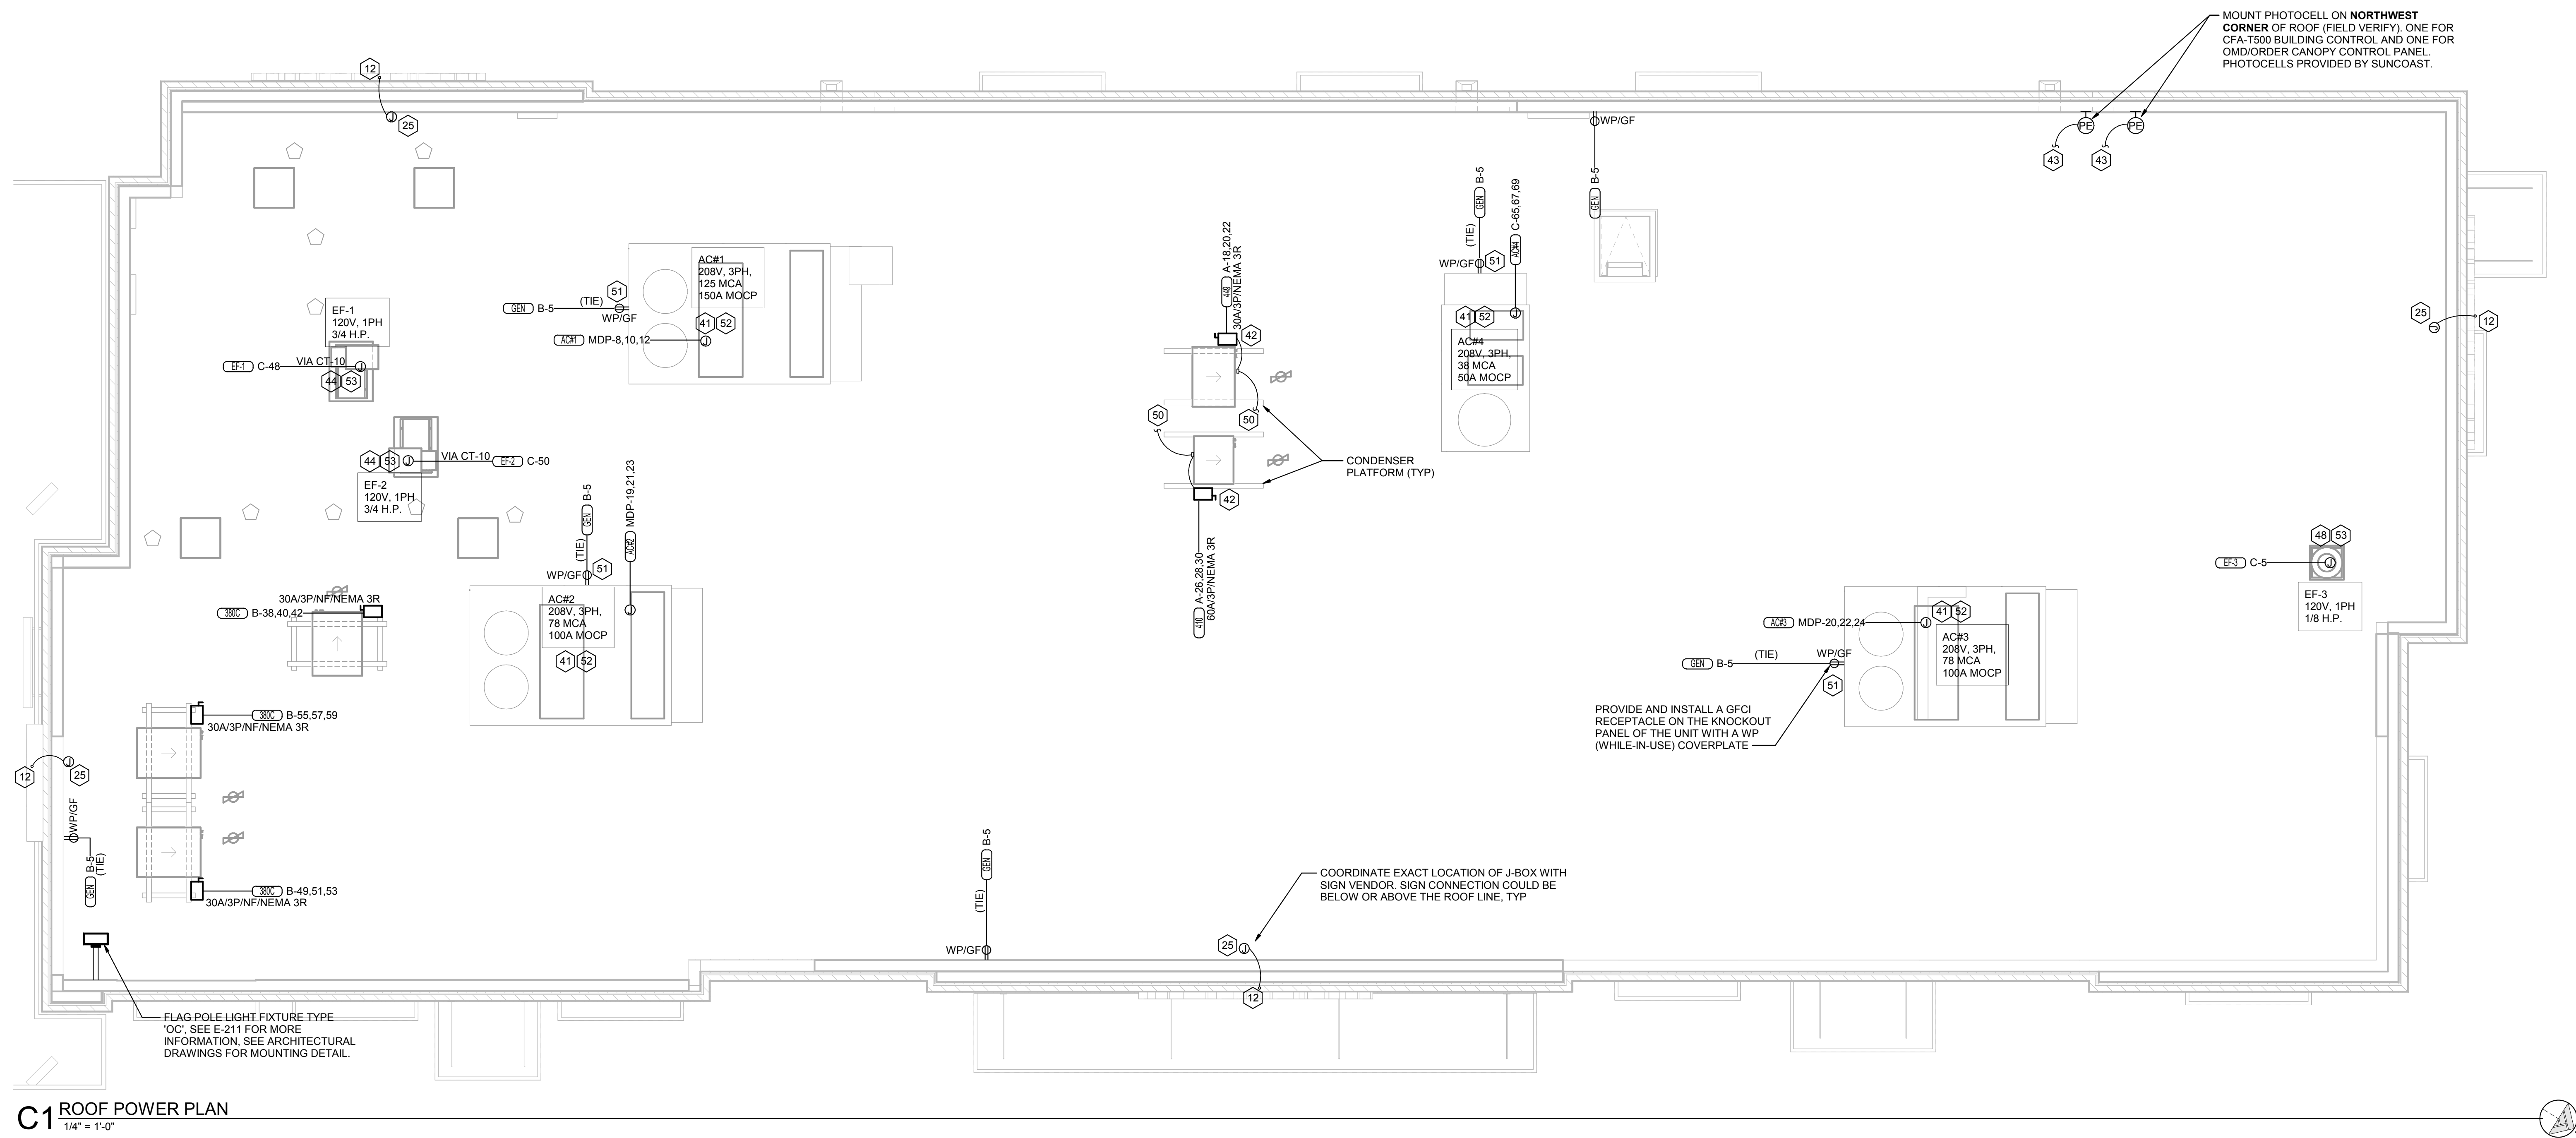 MOUNT PHOTOCELL ON NORTHWEST
CORNER OF ROOF (FIELD VERIFY). ONE FOR
CFA-T500 BUILDING CONTROL AND ONE FOR
OMD/ORDER CANOPY CONTROL PANEL.
PHOTOCELLS PROVIDED BY SUNCOAST.
12
J
25
WP/GF
GEN B-5
PE
PE
43
43
AC#1
208V, 3PH,
125 MCA
150A MOCP
51
GEN B-5 (TIE)
WP/GF
41 52
AC#1 MDP-8,10,12
J
EF-1
120V, 1PH
3/4 H.P.
EF-1 C-48 VIA CT-10
J
44 53
44 53
J
VIA CT-10 EF-2 C-50
EF-2
120V, 1PH
3/4 H.P.
449 A-18,20,22
30A/3P/NEMA 3R
42
50
50
42
410 A-26,28,30
60A/3P/NEMA 3R
CONDENSER
PLATFORM (TYP)
(TIE) GEN B-5
WP/GF
51
AC#4 C-65,67,69
41 52
J
AC#4
208V, 3PH,
38 MCA
50A MOCP
25
J
12
(TIE) GEN B-5
WP/GF
51
AC#2 MDP-19,21,23
J
AC#2
208V, 3PH,
78 MCA
100A MOCP
41 52
30A/3P/NF/NEMA 3R
380C B-38,40,42
380C B-55,57,59
30A/3P/NF/NEMA 3R
48 53
EF-3 C-5
J
EF-3
120V, 1PH
1/8 H.P.
41 52
AC#3 MDP-20,22,24
J
AC#3
208V, 3PH,
78 MCA
100A MOCP
GEN B-5 (TIE) WP/GF
51
PROVIDE AND INSTALL A GFCI
RECEPTACLE ON THE KNOCKOUT
PANEL OF THE UNIT WITH A WP
(WHILE-IN-USE) COVERPLATE
12
J
25
WP/GF
GEN B-5
(TIE)
380C B-49,51,53
30A/3P/NF/NEMA 3R
GEN B-5
(TIE)
WP/GF
COORDINATE EXACT LOCATION OF J-BOX WITH
SIGN VENDOR. SIGN CONNECTION COULD BE
BELOW OR ABOVE THE ROOF LINE, TYP
25
J
12
FLAG POLE LIGHT FIXTURE TYPE
'OC', SEE E-211 FOR MORE
INFORMATION, SEE ARCHITECTURAL
DRAWINGS FOR MOUNTING DETAIL.
C1 ROOF POWER PLAN
1/4" = 1'-0"